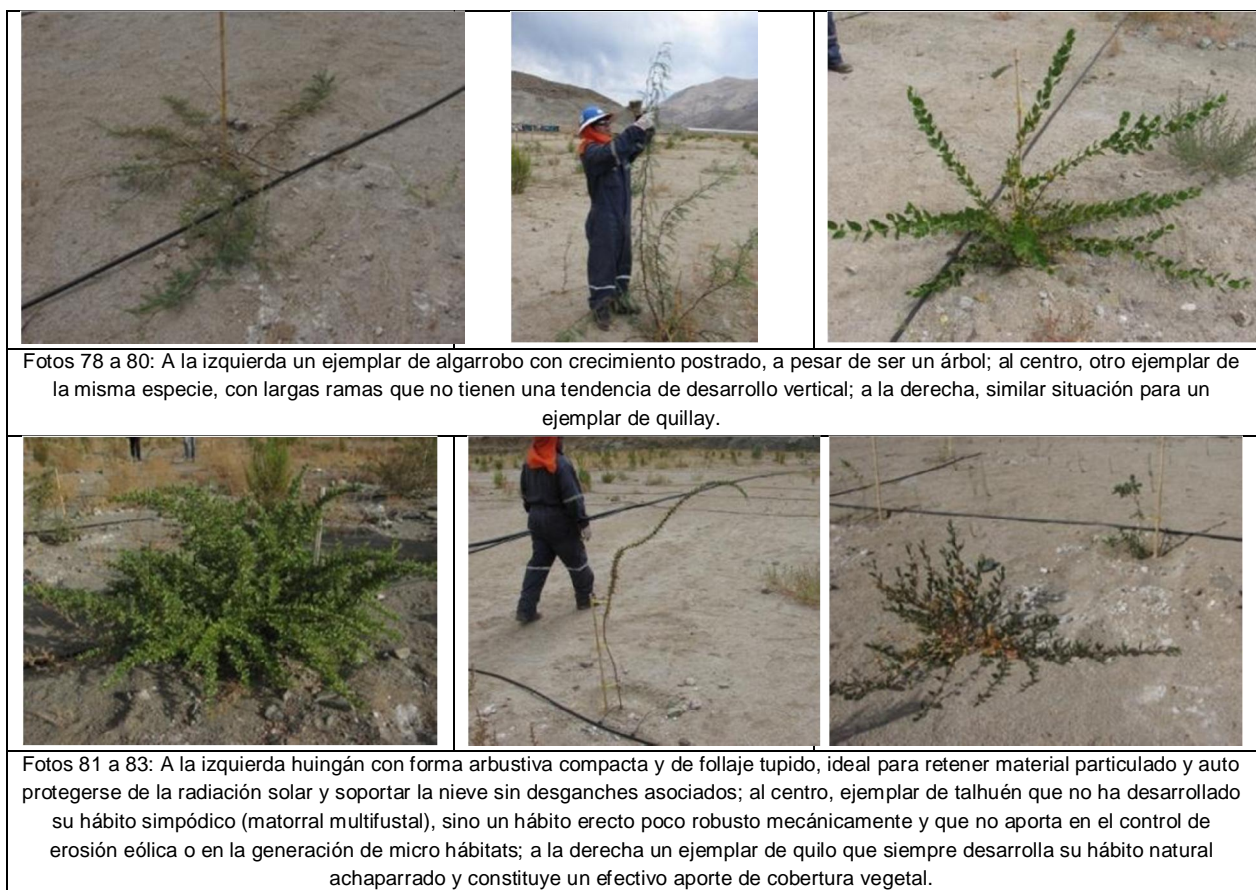 Fotos 78 a 80: A la izquierda un ejemplar de algarrobo con crecimiento postrado, a pesar de ser un árbol; al centro, otro ejemplar de
la misma especie, con largas ramas que no tienen una tendencia de desarrollo vertical; a la derecha, similar situación para un
ejemplar de quillay.
Fotos 81 a 83: A la izquierda huingán con forma arbustiva compacta y de follaje tupido, ideal para retener material particulado y auto
protegerse de la radiación solar y soportar la nieve sin desganches asociados; al centro, ejemplar de talhuén que no ha desarrollado
su hábito simpódico (matorral multifustal), sino un hábito erecto poco robusto mecánicamente y que no aporta en el control de
erosión eólica o en la generación de micro hábitats; a la derecha un ejemplar de quilo que siempre desarrolla su hábito natural
achaparrado y constituye un efectivo aporte de cobertura vegetal.